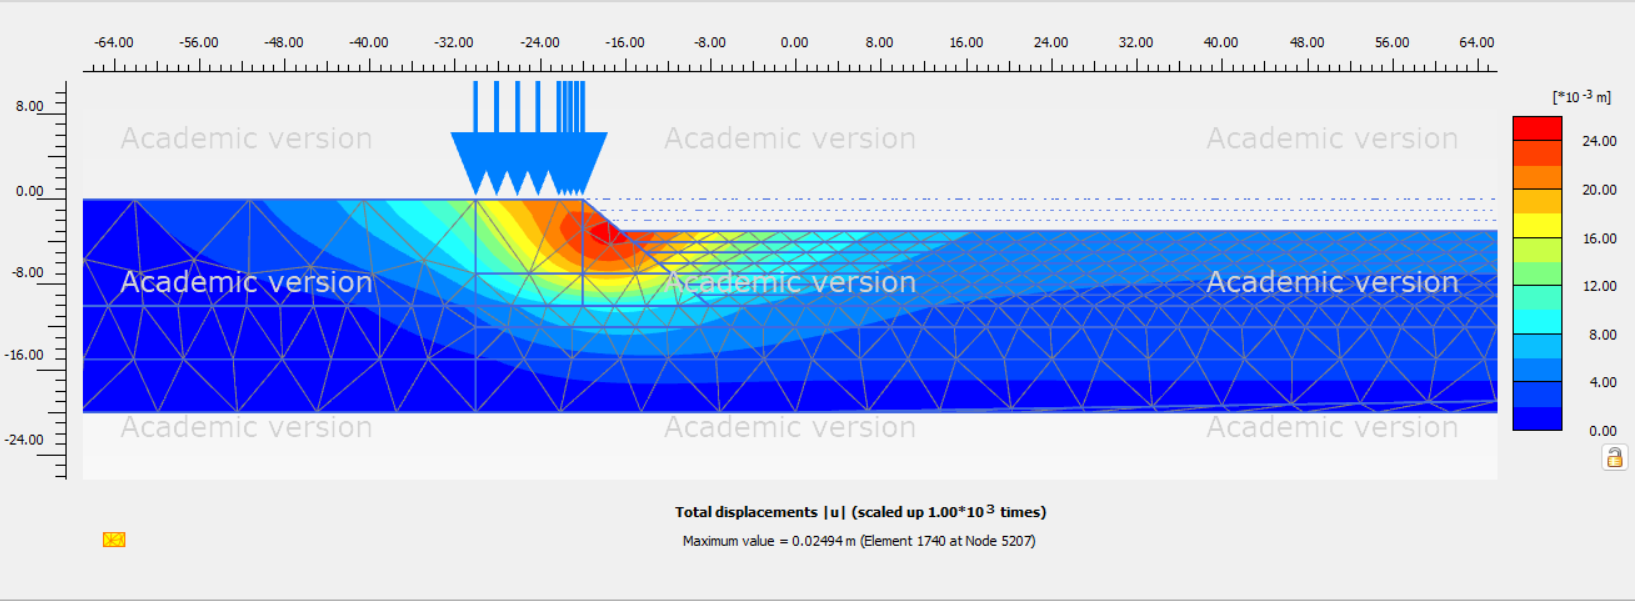 -64.00 -56.00 -48.00 -40.00 -32.00 -24.00 -16.00 -8.00 0.00 8.00 16.00 24.00 32.00 40.00 48.00 56.00 64.00
[*10 -3 m]
8.00
Academic version Academic version Academic version
24.00
0.00
20.00
16.00
-8.00
Academic version Academic version Academic version
12.00
8.00
-16.00
4.00
Academic version Academic version Academic version
0.00
-24.00
Total displacements |u| (scaled up 1.00*10 3 times)
Maximum value = 0.02494 m (Element 1740 at Node 5207)